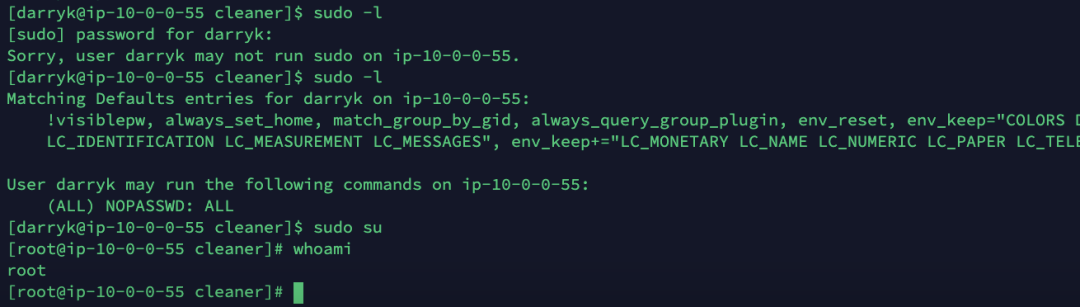 [darryk@ip-10-0-0-55 cleaner]$ sudo -l
[sudo] password for darryk:
Sorry, user darryk may not run sudo on ip-10-0-0-55.
[darryk@ip-10-0-0-55 cleaner]$ sudo -l
Matching Defaults entries for darryk on ip-10-0-0-55:
    !visiblepw, always_set_home, match_group_by_gid, always_query_group_plugin, env_reset, env_keep="COLORS D
    LC_IDENTIFICATION LC_MEASUREMENT LC_MESSAGES", env_keep+="LC_MONETARY LC_NAME LC_NUMERIC LC_PAPER LC_TELE
User darryk may run the following commands on ip-10-0-0-55:
    (ALL) NOPASSWD: ALL
[darryk@ip-10-0-0-55 cleaner]$ sudo su
[root@ip-10-0-0-55 cleaner]# whoami
root
[root@ip-10-0-0-55 cleaner]#